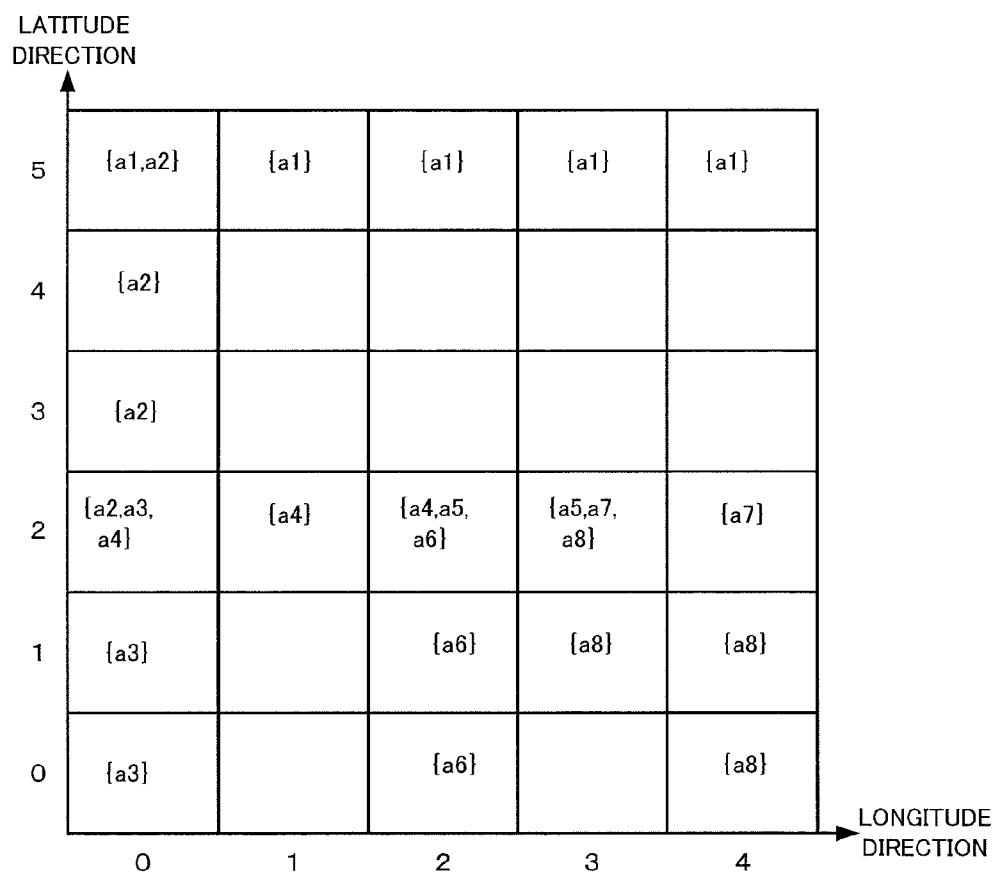 LATITUDE
DIRECTION
5 {a1,a2} {a1} {a1} {a1} {a1}
4 {a2}
3 {a2}
2 {a2,a3, {a4} {a4,a5, {a5,a7, {a7}
a4} a6} a8}
1 {a3} {a6} {a8} {a8}
0 {a3} {a6} {a8}
LONGITUDE
DIRECTION
0 1 2 3 4